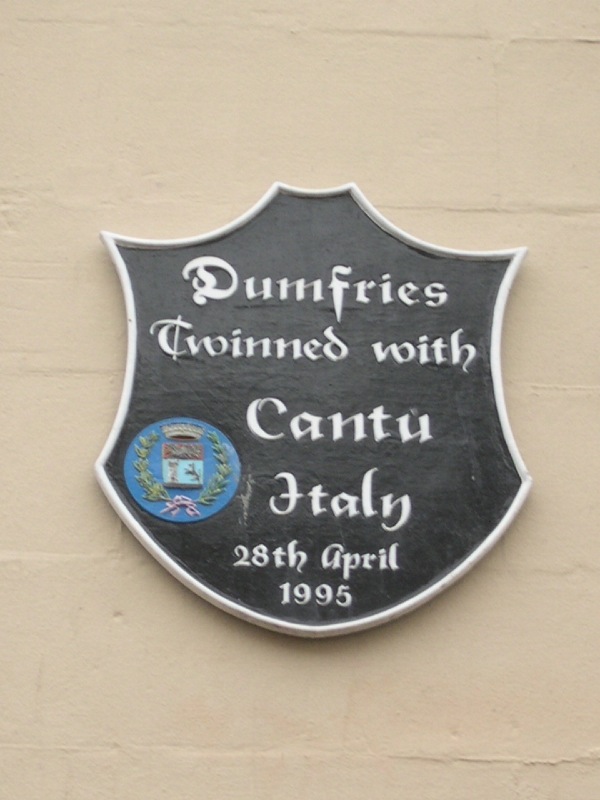 Dumfries
Twinned with
Cantu
Italy
28th April
1995